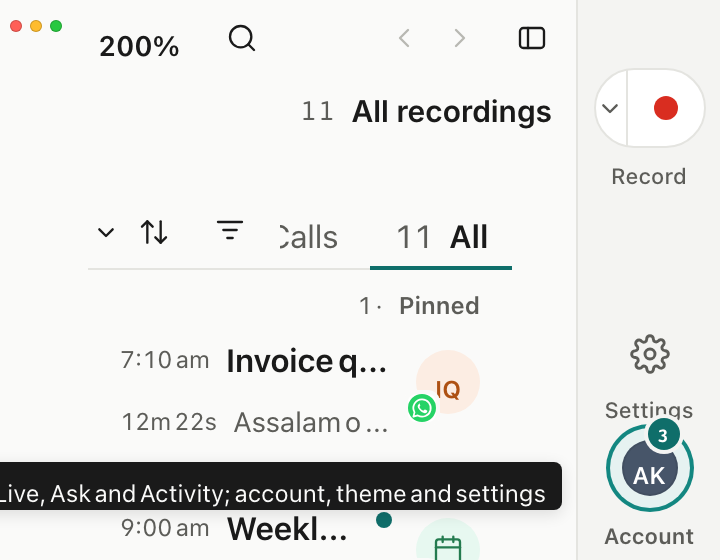 200%
11 All recordings
Record
Calls
11 All
1 · Pinned
7:10 am Invoice q...
IQ
12m 22s Assalam o ...
Settings
3
AK
Live, Ask and Activity; account, theme and settings
9:00 am Weekl...
Account